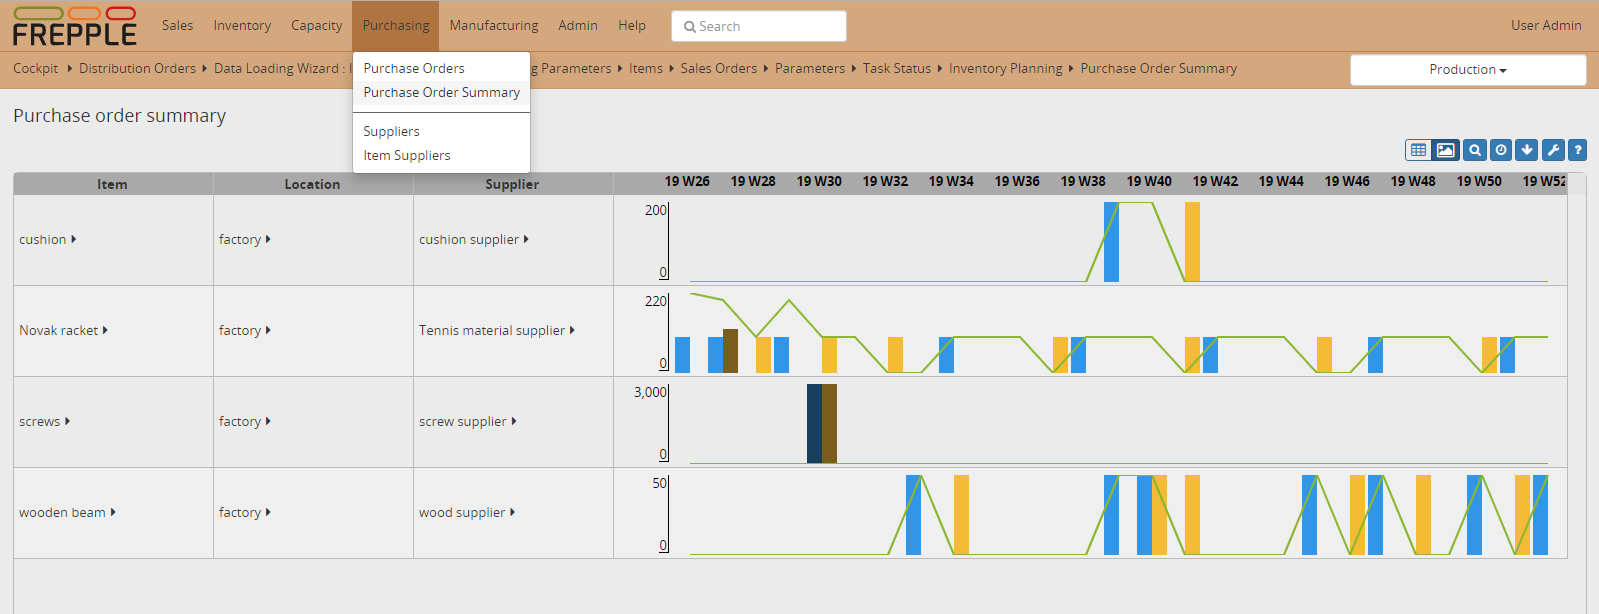 FREPPLE Sales Inventory Capacity Purchasing Manufacturing Admin Help Search User Admin
Cockpit Distribution Orders Data Loading Wizard : g Parameters Items Sales Orders Parameters Task Status Inventory Planning Purchase Order Summary Production
Purchase Orders
Purchase Order Summary
Suppliers
Item Suppliers
Purchase order summary
?
Item Location Supplier 19 W26 19 W28 19 W30 19 W32 19 W34 19 W36 19 W38 19 W40 19 W42 19 W44 19 W46 19 W48 19 W50 19 W52
200
cushion factory cushion supplier
0
220
Novak racket factory Tennis material supplier
0
3,000
screws factory screw supplier
0
50
wooden beam factory wood supplier
0